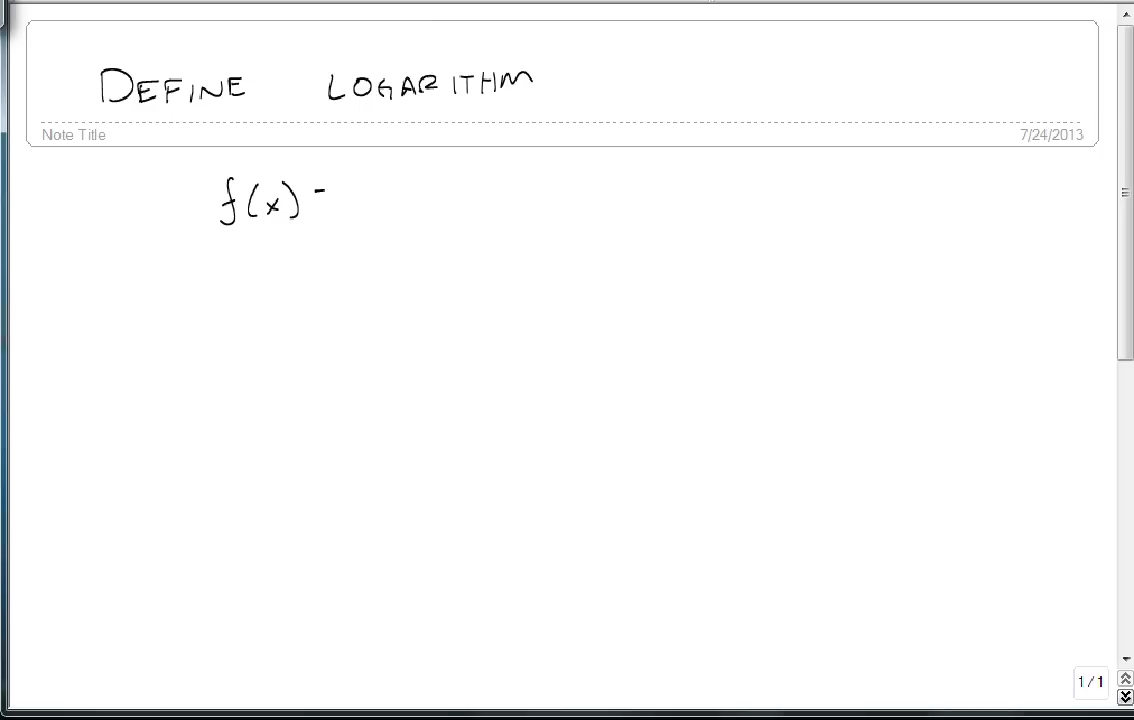 DEFINE LOGARITHM
Note Title 7/24/2013
f(x) -
1/1